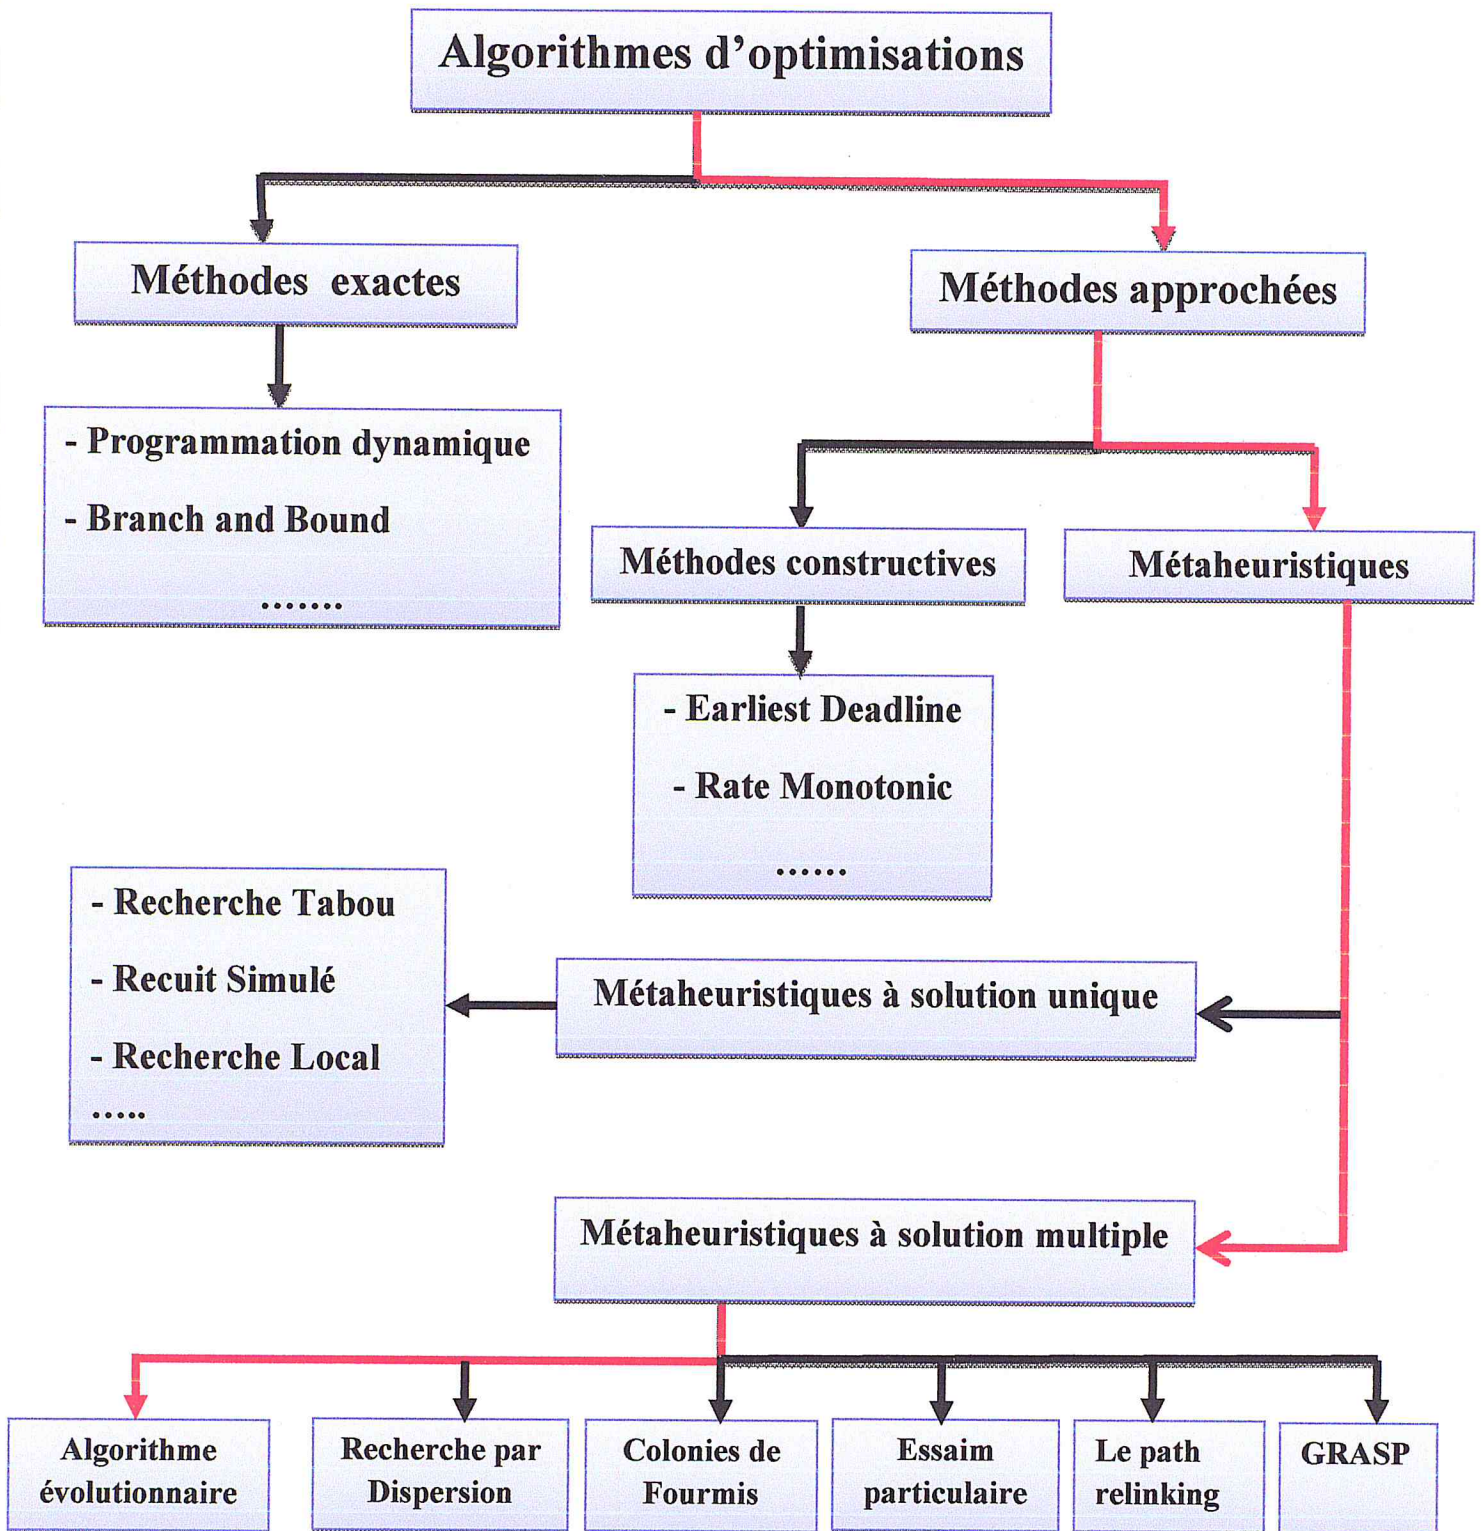 Algorithmes d'optimisations
Méthodes exactes
Méthodes approchées
- Programmation dynamique
- Branch and Bound
.......
Méthodes constructives
Métaheuristiques
- Earliest Deadline
- Rate Monotonic
......
- Recherche Tabou
- Recuit Simulé
- Recherche Local
.....
Métaheuristiques à solution unique
Métaheuristiques à solution multiple
Algorithme
évolutionnaire
Recherche par
Dispersion
Colonies de
Fourmis
Essaim
particulaire
Le path
relinking
GRASP